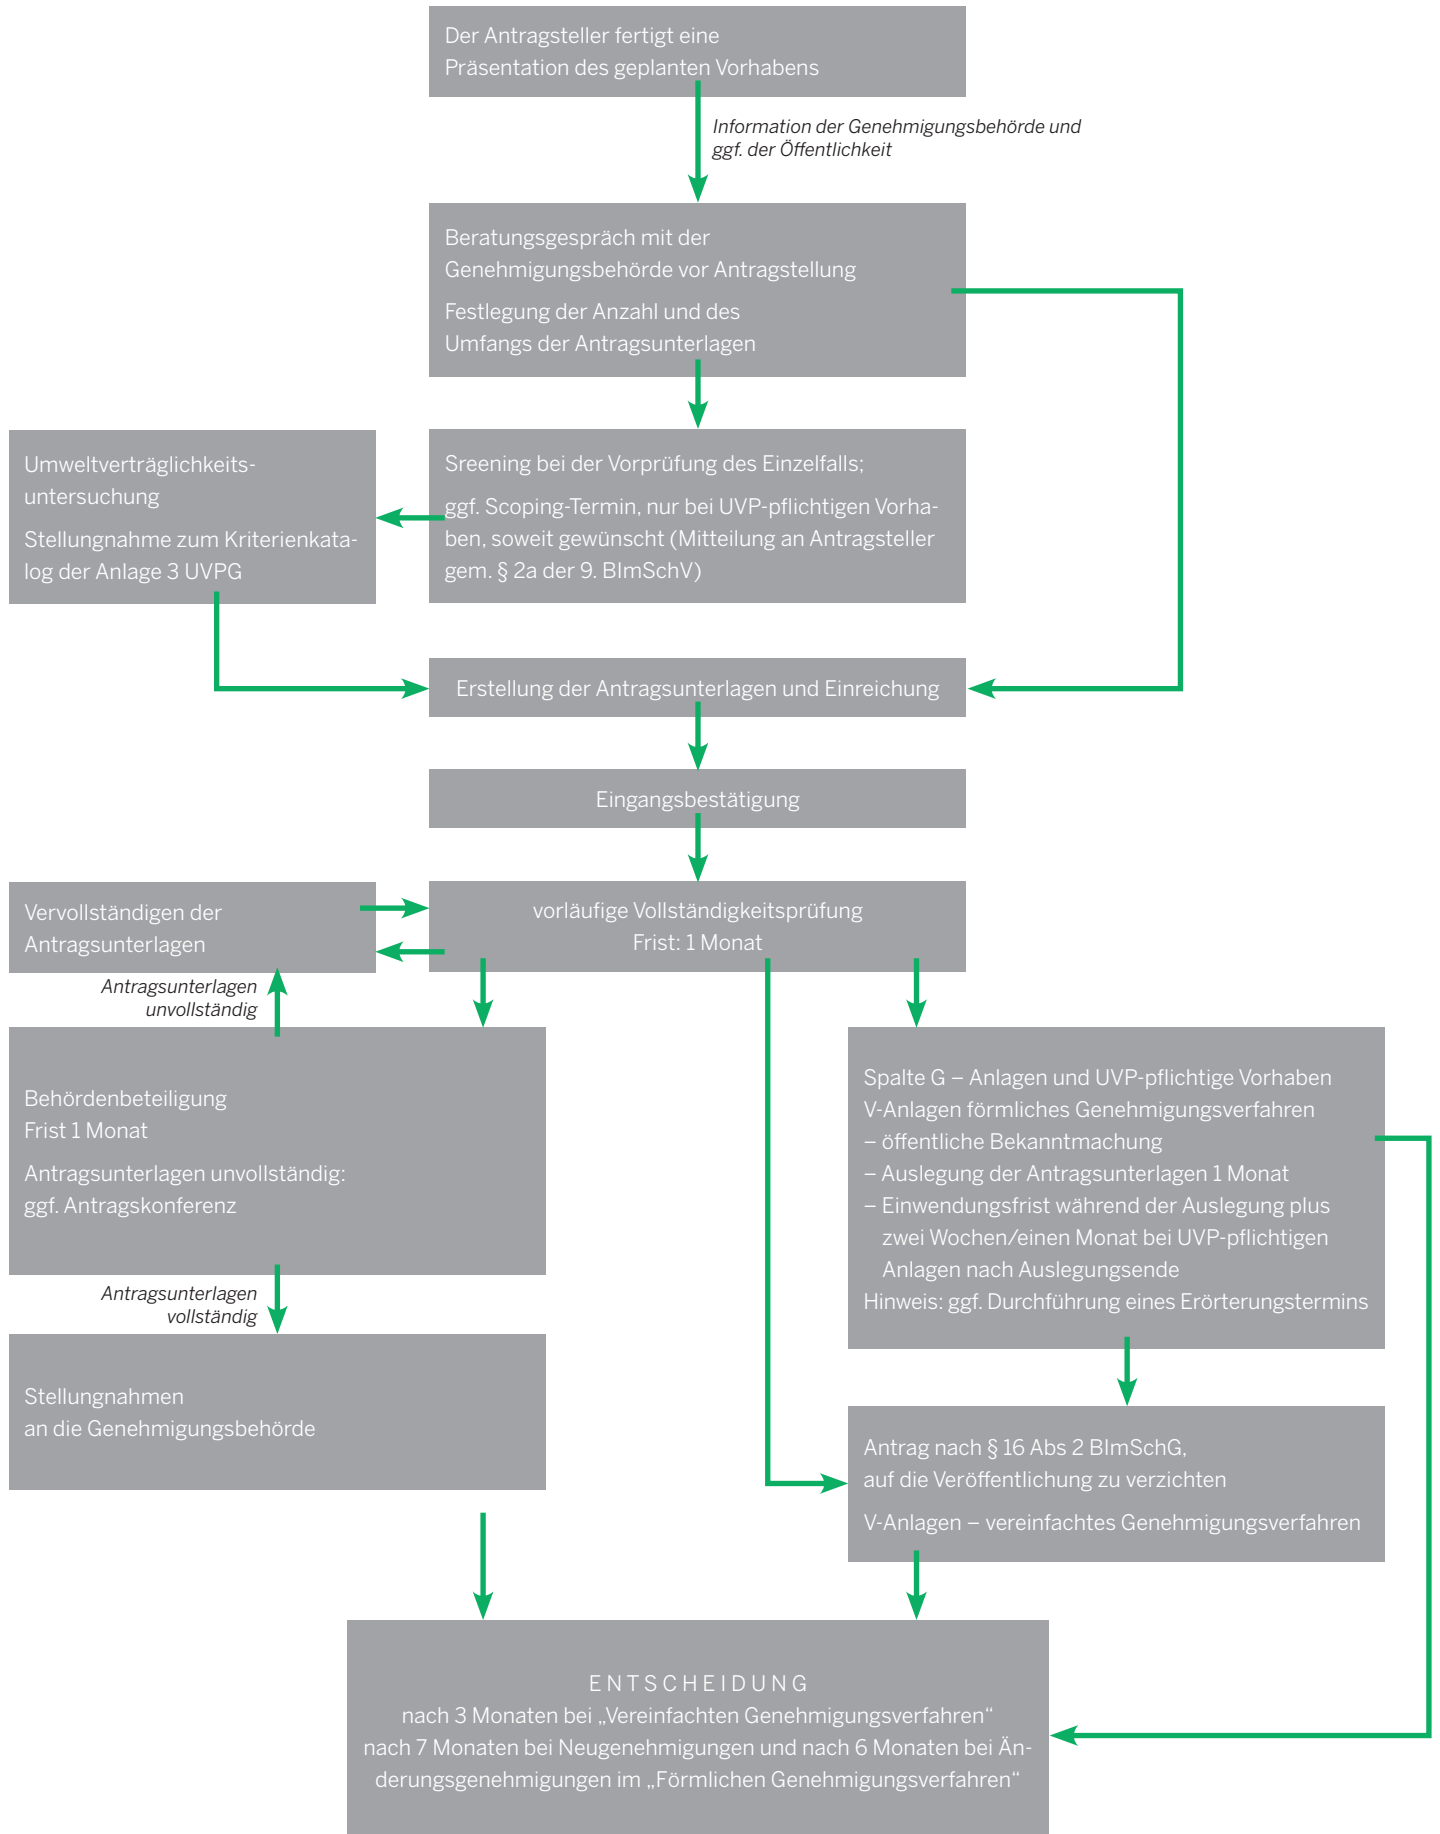 Der Antragsteller fertigt eine
Präsentation des geplanten Vorhabens
Information der Genehmigungsbehörde und
ggf. der Öffentlichkeit
Beratungsgespräch mit der
Genehmigungsbehörde vor Antragstellung
Festlegung der Anzahl und des
Umfangs der Antragsunterlagen
Umweltverträglichkeits-
untersuchung
Stellungnahme zum Kriterienkata-
log der Anlage 3 UVPG
Sreening bei der Vorprüfung des Einzelfalls;
ggf. Scoping-Termin, nur bei UVP-pflichtigen Vorha-
ben, soweit gewünscht (Mitteilung an Antragsteller
gem. § 2a der 9. BImSchV)
Erstellung der Antragsunterlagen und Einreichung
Eingangsbestätigung
Vervollständigen der
Antragsunterlagen
vorläufige Vollständigkeitsprüfung
Frist: 1 Monat
Antragsunterlagen
unvollständig
Behördenbeteiligung
Frist 1 Monat
Antragsunterlagen unvollständig:
ggf. Antragskonferenz
Antragsunterlagen
vollständig
Stellungnahmen
an die Genehmigungsbehörde
Spalte G – Anlagen und UVP-pflichtige Vorhaben
V-Anlagen förmliches Genehmigungsverfahren
– öffentliche Bekanntmachung
– Auslegung der Antragsunterlagen 1 Monat
– Einwendungsfrist während der Auslegung plus
zwei Wochen/einen Monat bei UVP-pflichtigen
Anlagen nach Auslegungsende
Hinweis: ggf. Durchführung eines Erörterungstermins
Antrag nach § 16 Abs 2 BImSchG,
auf die Veröffentlichung zu verzichten
V-Anlagen – vereinfachtes Genehmigungsverfahren
ENTSCHEIDUNG
nach 3 Monaten bei „Vereinfachten Genehmigungsverfahren“
nach 7 Monaten bei Neugenehmigungen und nach 6 Monaten bei Än-
derungsgenehmigungen im „Förmlichen Genehmigungsverfahren“